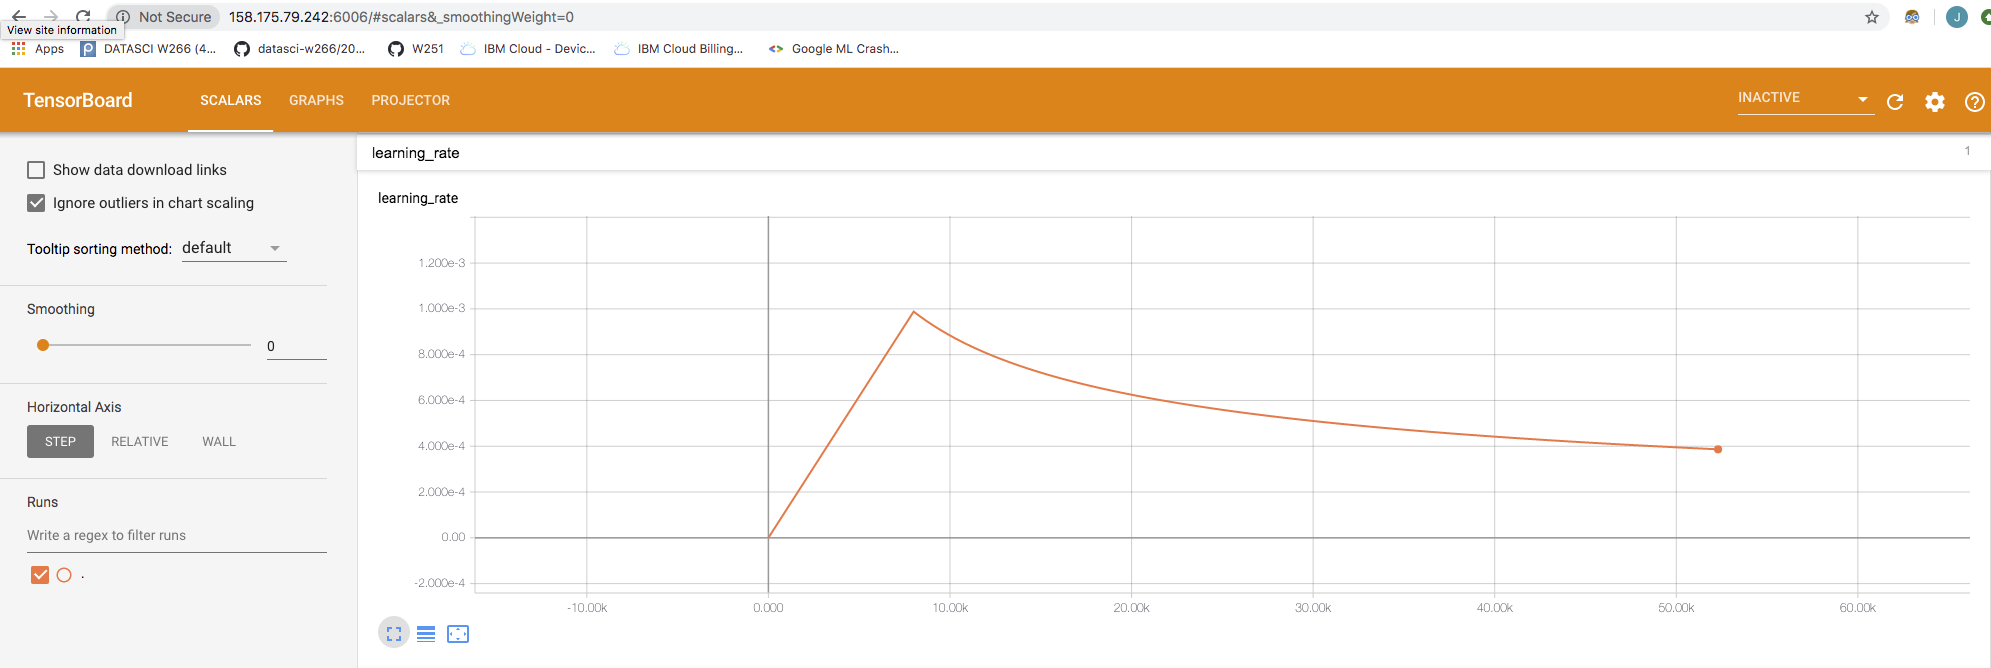 Not Secure 158.175.79.242:6006/#scalars&_smoothingWeight=0 J
View site information
Apps DATASCI W266 (4... datasci-w266/20... W251 IBM Cloud - Devic... IBM Cloud Billing... Google ML Crash...
TensorBoard SCALARS GRAPHS PROJECTOR INACTIVE
Show data download links
Ignore outliers in chart scaling
Tooltip sorting method: default
Smoothing
0
Horizontal Axis
STEP RELATIVE WALL
Runs
Write a regex to filter runs
.
learning_rate 1
learning_rate
1.200e-3
1.000e-3
8.000e-4
6.000e-4
4.000e-4
2.000e-4
0.00
-2.000e-4
-10.00k 0.000 10.00k 20.00k 30.00k 40.00k 50.00k 60.00k